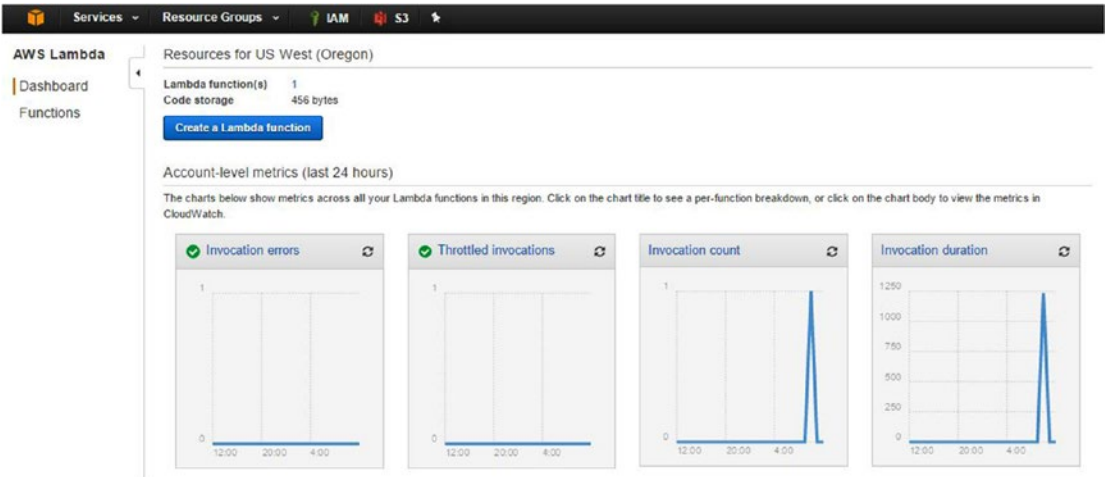 Services Resource Groups IAM S3
AWS Lambda
Dashboard
Functions
Resources for US West (Oregon)
Lambda function(s) 1
Code storage 456 bytes
Create a Lambda function
Account-level metrics (last 24 hours)
The charts below show metrics across all your Lambda functions in this region. Click on the chart title to see a per-function breakdown, or click on the chart body to view the metrics in
CloudWatch.
Invocation errors
1
0
12:00 20:00 4:00
Throttled invocations
1
0
12:00 20:00 4:00
Invocation count
1
0
12:00 20:00 4:00
Invocation duration
1250
1000
750
500
250
0
12:00 20:00 4:00